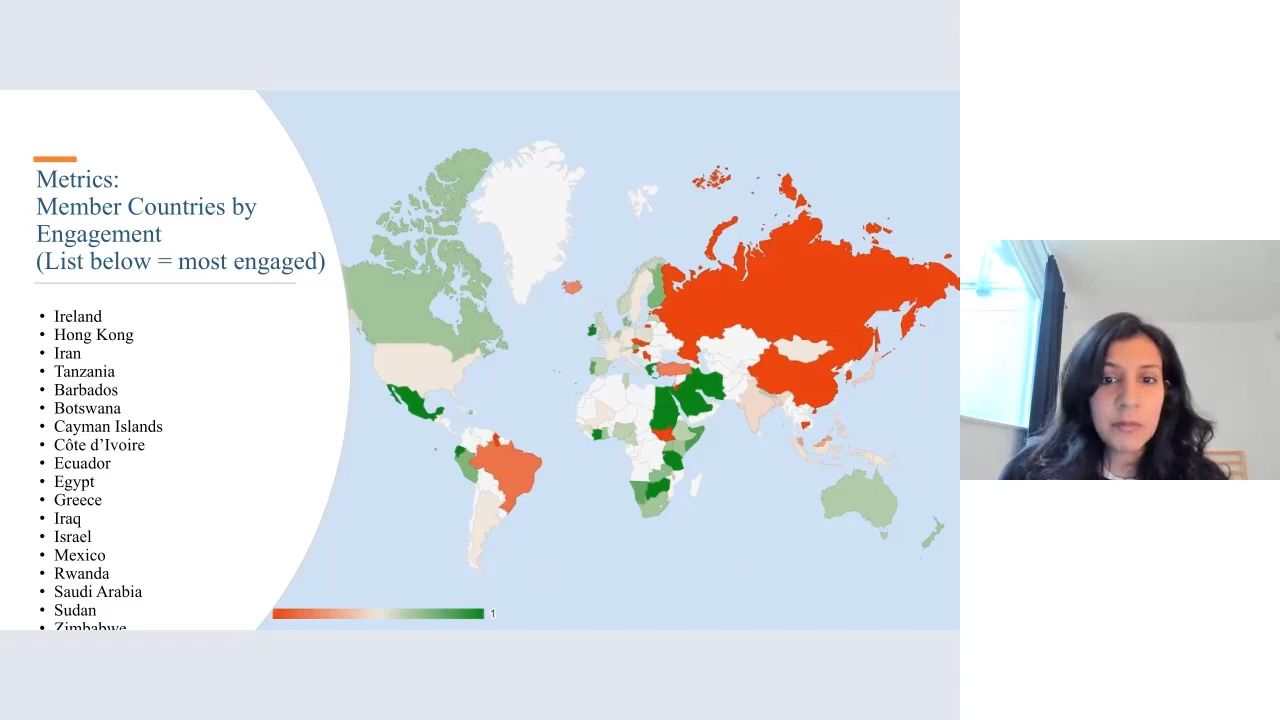 Metrics:
Member Countries by
Engagement
(List below = most engaged)
• Ireland
• Hong Kong
• Iran
• Tanzania
• Barbados
• Botswana
• Cayman Islands
• Côte d’Ivoire
• Ecuador
• Egypt
• Greece
• Iraq
• Israel
• Mexico
• Rwanda
• Saudi Arabia
• Sudan
• Zimbabwe
1